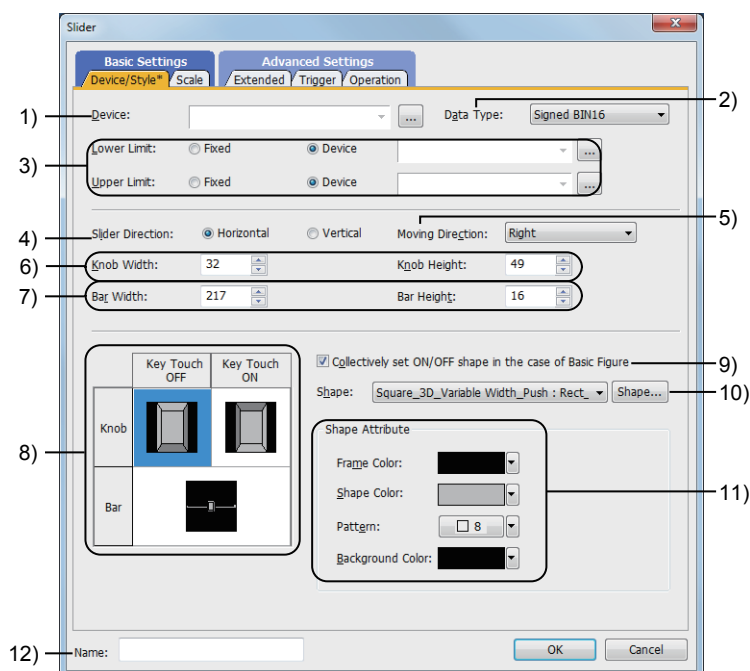 Slider
Basic Settings
Advanced Settings
Device/Style*
Scale
Extended
Trigger
Operation
1)
Device:
...
Data Type:
Signed BIN16
2)
3)
Lower Limit:
Fixed
Device
...
Upper Limit:
Fixed
Device
...
4)
Slider Direction:
Horizontal
Vertical
Moving Direction:
Right
5)
6)
Knob Width:
32
Knob Height:
49
7)
Bar Width:
217
Bar Height:
16
8)
Key Touch
OFF
Key Touch
ON
Knob
Bar
Collectively set ON/OFF shape in the case of Basic Figure
9)
Shape:
Square_3D_Variable Width_Push : Rect_
Shape...
10)
Shape Attribute
Frame Color:
Shape Color:
Pattern:
8
Background Color:
11)
12)
Name:
OK
Cancel